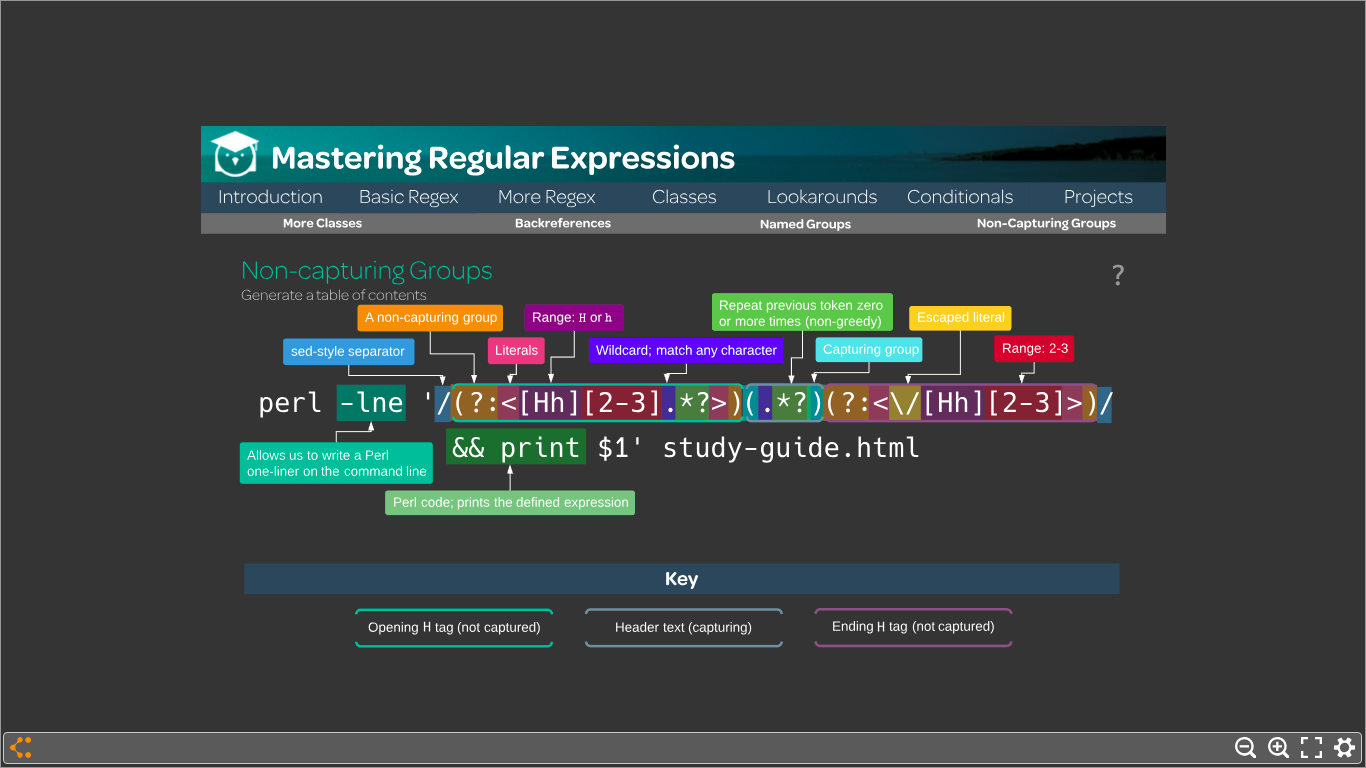 Mastering Regular Expressions
Introduction Basic Regex More Regex Classes Lookarounds Conditionals Projects
More Classes Backreferences Named Groups Non-Capturing Groups
Non-capturing Groups
?
Generate a table of contents
A non-capturing group
Range: H or h
Repeat previous token zero
or more times (non-greedy)
Escaped literal
sed-style separator
Literals
Wildcard; match any character
Capturing group
Range: 2-3
perl -lne '/(?:<[Hh][2-3].*?>)(.*?)(?:<\/[Hh][2-3]>)/
&& print $1' study-guide.html
Allows us to write a Perl
one-liner on the command line
Perl code; prints the defined expression
Key
Opening H tag (not captured)
Header text (capturing)
Ending H tag (not captured)